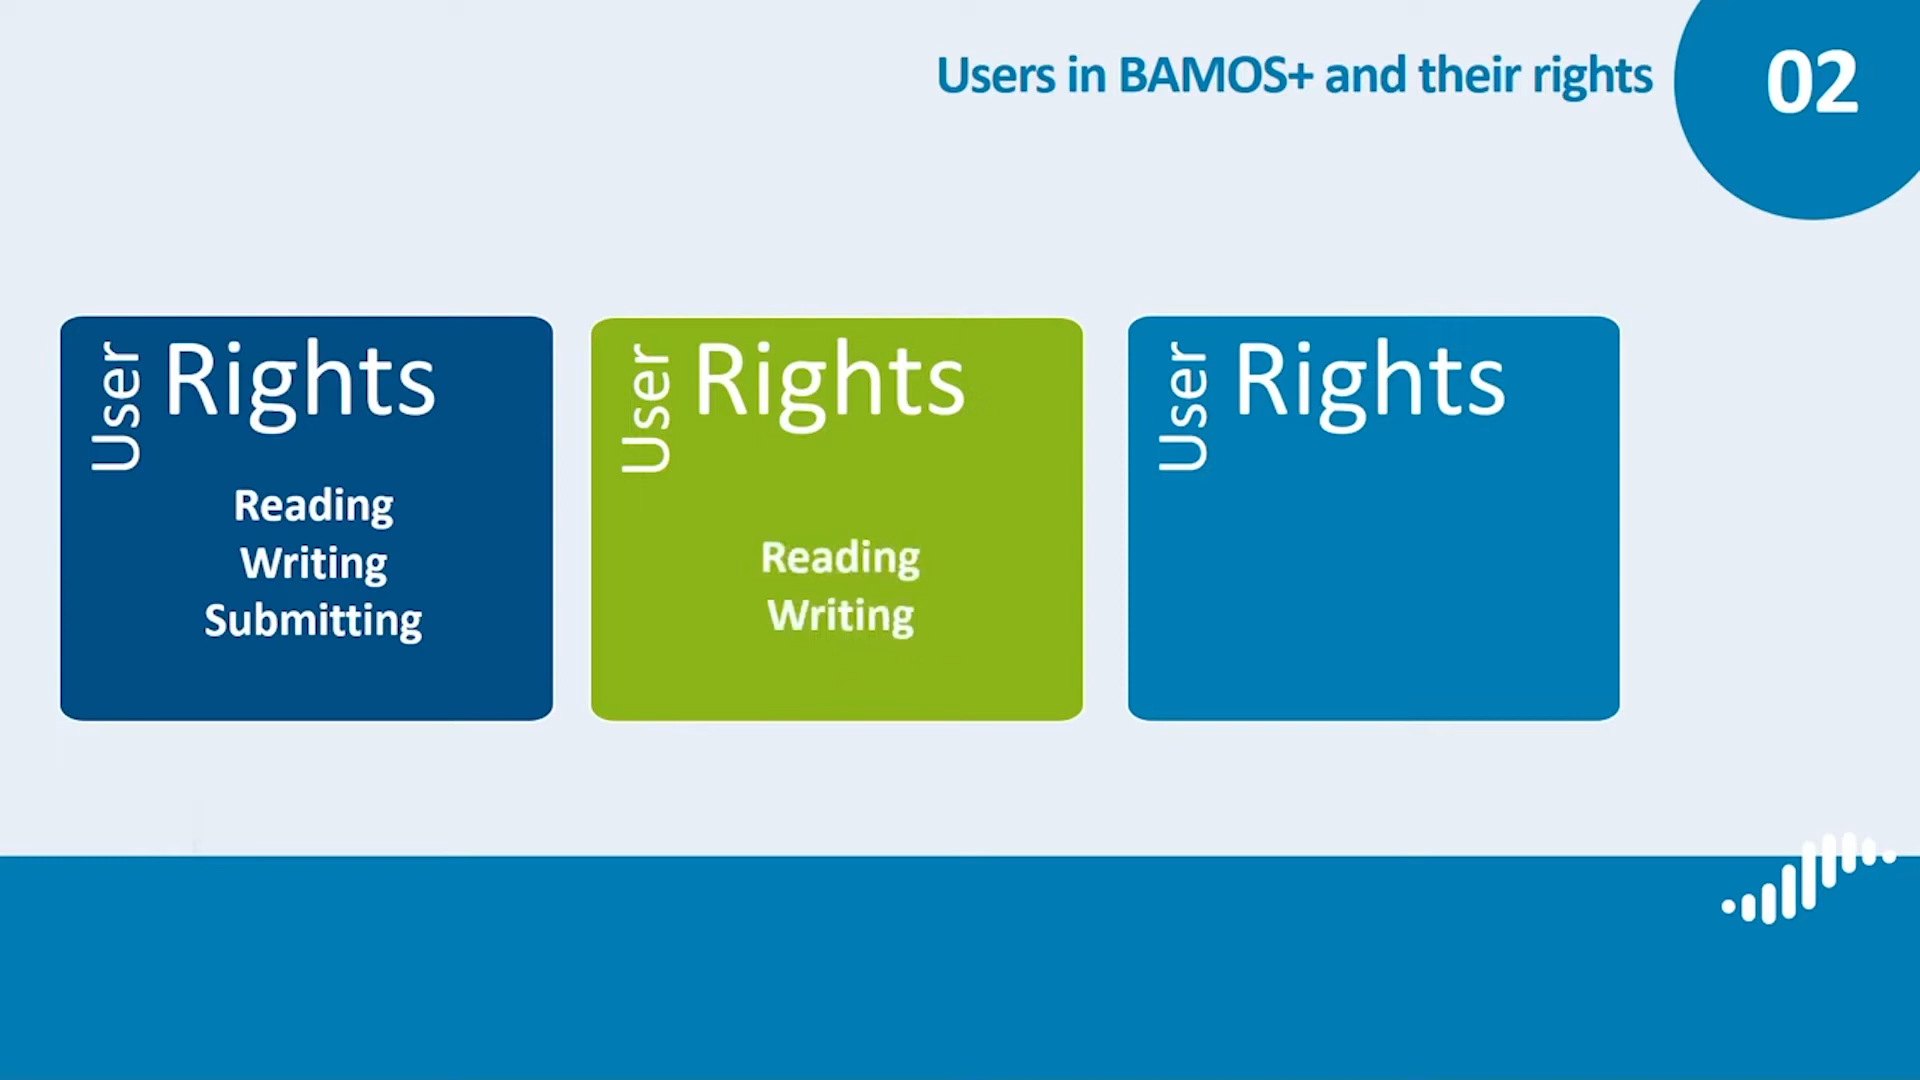 Users in BAMOS+ and their rights
02
User
Rights
Reading
Writing
Submitting
User
Rights
Reading
Writing
User
Rights